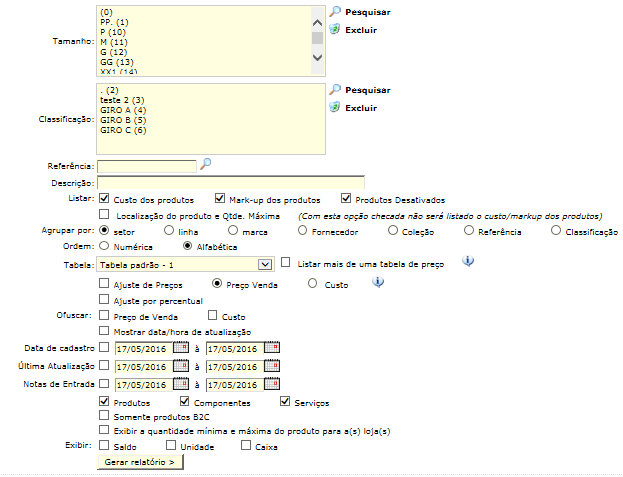 (0)
PP. (1)
P (10)
Tamanho: M (11)
G (12)
GG (13)
XX1 (14)
Pesquisar
Excluir
. (2)
teste 2 (3)
Classificação: GIRO A (4)
GIRO B (5)
GIRO C (6)
Pesquisar
Excluir
Referência:
Descrição:
Listar: Custo dos produtos Mark-up dos produtos Produtos Desativados
Localização do produto e Qtde. Máxima (Com esta opção checada não será listado o custo/markup dos produtos)
Agrupar por: setor linha marca Fornecedor Coleção Referência Classificação
Ordem: Numérica Alfabética
Tabela: Tabela padrão - 1 Listar mais de uma tabela de preço
Ajuste de Preços Preço Venda Custo
Ajuste por percentual
Ofuscar: Preço de Venda Custo
Mostrar data/hora de atualização
Data de cadastro 17/05/2016 à 17/05/2016
Última Atualização 17/05/2016 à 17/05/2016
Notas de Entrada 17/05/2016 à 17/05/2016
Produtos Componentes Serviços
Somente produtos B2C
Exibir a quantidade mínima e máxima do produto para a(s) loja(s)
Exibir: Saldo Unidade Caixa
Gerar relatório >